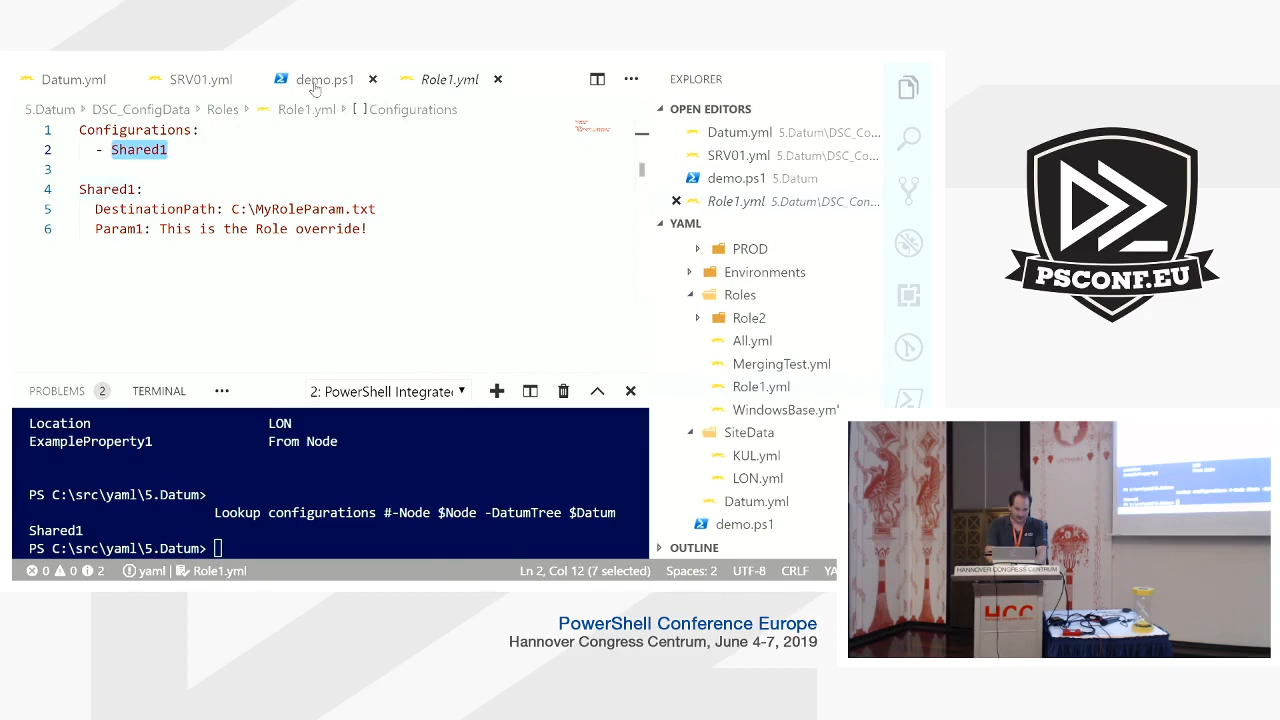 Datum.yml SRV01.yml demo.ps1 Role1.yml
5.Datum DSC_ConfigData Roles Role1.yml [ ] Configurations
1 Configurations:
2 - Shared1
3
4 Shared1:
5 DestinationPath: C:\MyRoleParam.txt
6 Param1: This is the Role override!
PROBLEMS 2 TERMINAL ••• 2: PowerShell Integrate
Location LON
ExampleProperty1 From Node
PS C:\src\yaml\5.Datum>
Lookup configurations #-Node $Node -DatumTree $Datum
Shared1
PS C:\src\yaml\5.Datum>
0 0 2 yaml Role1.yml Ln 2, Col 12 (7 selected) Spaces: 2 UTF-8 CRLF YA
EXPLORER
OPEN EDITORS
Datum.yml 5.Datum\DSC_Co...
SRV01.yml 5.Datum\DSC_Co...
demo.ps1 5.Datum
Role1.yml 5.Datum\DSC_Con...
YAML
PROD
Environments
Roles
Role2
All.yml
MergingTest.yml
Role1.yml
WindowsBase.ym'
SiteData
KUL.yml
LON.yml
Datum.yml
demo.ps1
OUTLINE
PSCONF.EU
HANNOVER CONGRESS CENTRUM
HCC
PowerShell Conference Europe
Hannover Congress Centrum, June 4-7, 2019